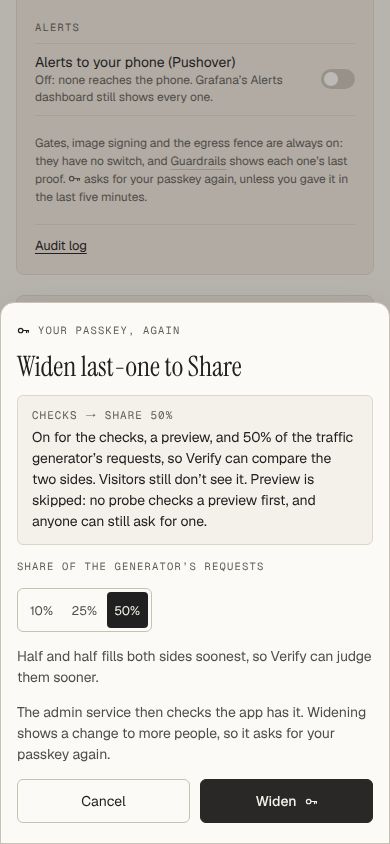 ALERTS
Alerts to your phone (Pushover)
Off: none reaches the phone. Grafana's Alerts
dashboard still shows every one.
Gates, image signing and the egress fence are always on:
they have no switch, and Guardrails shows each one's last
proof. asks for your passkey again, unless you gave it in
the last five minutes.
Audit log
YOUR PASSKEY, AGAIN
Widen last-one to Share
CHECKS → SHARE 50%
On for the checks, a preview, and 50% of the traffic
generator's requests, so Verify can compare the
two sides. Visitors still don't see it. Preview is
skipped: no probe checks a preview first, and
anyone can still ask for one.
SHARE OF THE GENERATOR'S REQUESTS
10% 25% 50%
Half and half fills both sides soonest, so Verify can judge
them sooner.
The admin service then checks the app has it. Widening
shows a change to more people, so it asks for your
passkey again.
Cancel Widen